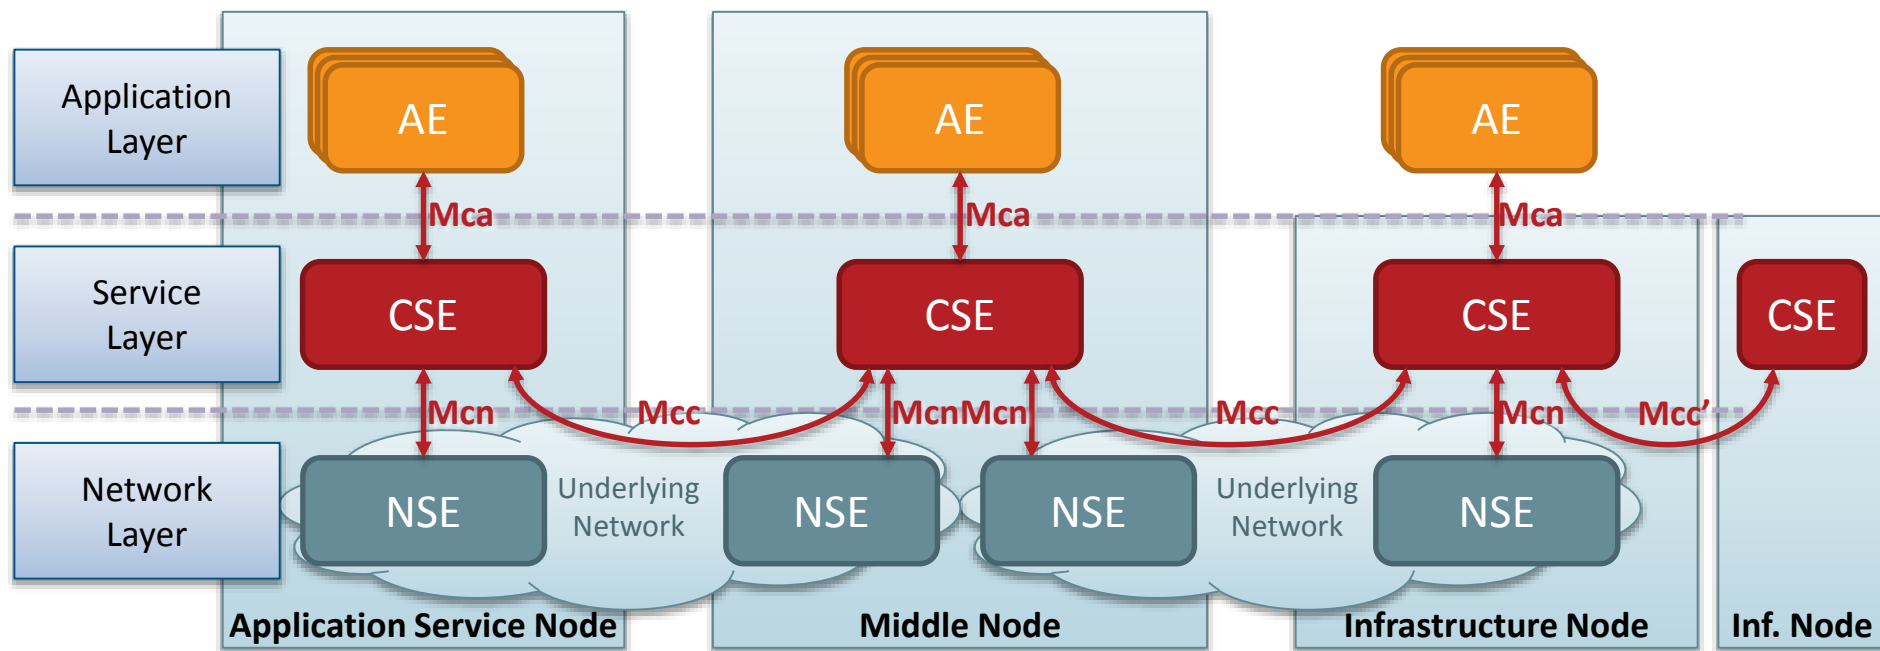 Application
Layer
AE
AE
AE
Mca
Mca
Mca
Service
Layer
CSE
CSE
CSE
CSE
Mcn
Mcc
Mcn
Mcn
Mcc
Mcn
Mcc’
Network
Layer
NSE
Underlying
Network
NSE
NSE
Underlying
Network
NSE
Application Service Node
Middle Node
Infrastructure Node
Inf. Node